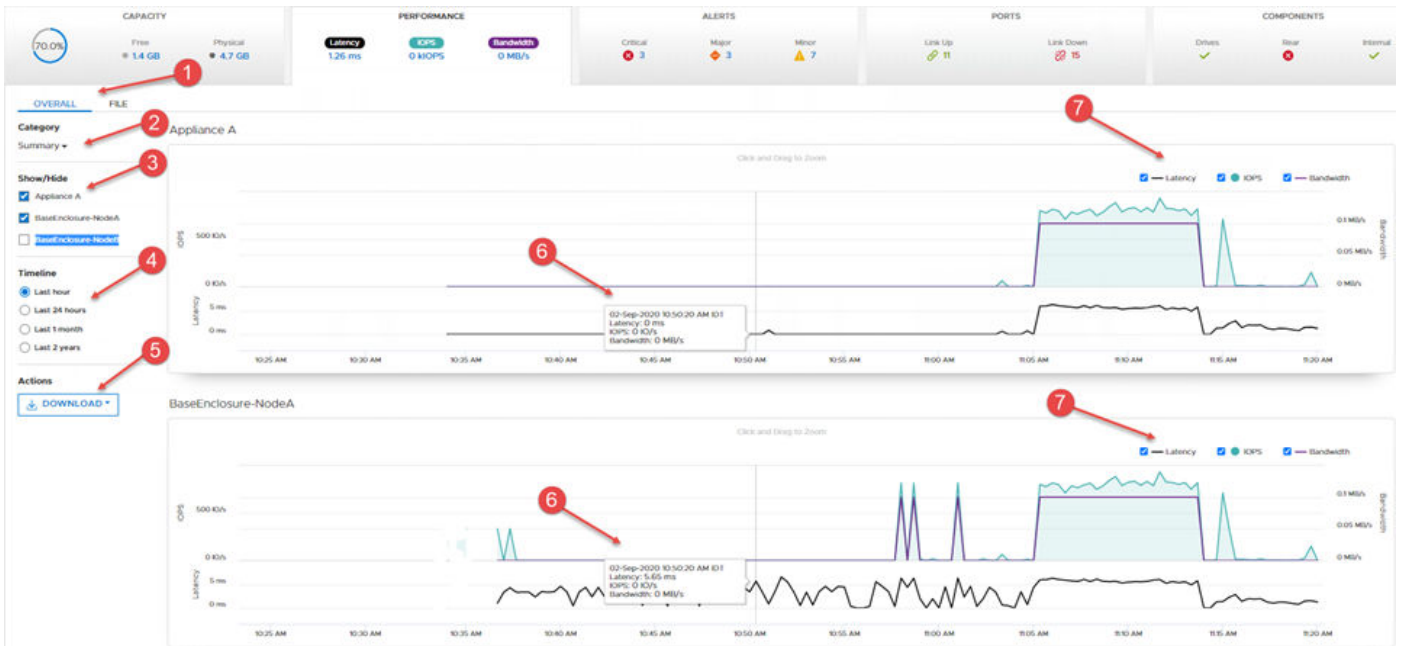 CAPACITY PERFORMANCE ALERTS PORTS COMPONENTS
70.0% Free Physical Latency IOPS Bandwidth Critical Major Minor Link Up Link Down Drives Rear Internal
1.4 GB 4.7 GB 1.26 ms 0 kIOPS 0 MB/s 3 3 7 11 15
1
OVERALL FILE
Category
2
Summary
Appliance A
3
Show/Hide
Appliance A
BaseEnclosure-NodeA
BaseEnclosure-NodeB
4
Timeline
Last hour
Last 24 hours
Last 1 month
Last 2 years
5
Actions
DOWNLOAD
7
Click and Drag to Zoom
Latency IOPS Bandwidth
IOPS
500 IO/s
0 IO/s
0.1 MB/s
0.05 MB/s
0 MB/s
Bandwidth
6
Latency
5 ms
0 ms
02-Sep-2020 10:50:20 AM IDT
Latency: 0 ms
IOPS: 0 IO/s
Bandwidth: 0 MB/s
10:25 AM 10:30 AM 10:35 AM 10:40 AM 10:45 AM 10:50 AM 10:55 AM 11:00 AM 11:05 AM 11:10 AM 11:15 AM 11:20 AM
BaseEnclosure-NodeA
7
Click and Drag to Zoom
Latency IOPS Bandwidth
IOPS
500 IO/s
0 IO/s
0.1 MB/s
0.05 MB/s
0 MB/s
Bandwidth
6
Latency
5 ms
0 ms
02-Sep-2020 10:50:20 AM IDT
Latency: 5.65 ms
IOPS: 0 IO/s
Bandwidth: 0 MB/s
10:25 AM 10:30 AM 10:35 AM 10:40 AM 10:45 AM 10:50 AM 10:55 AM 11:00 AM 11:05 AM 11:10 AM 11:15 AM 11:20 AM